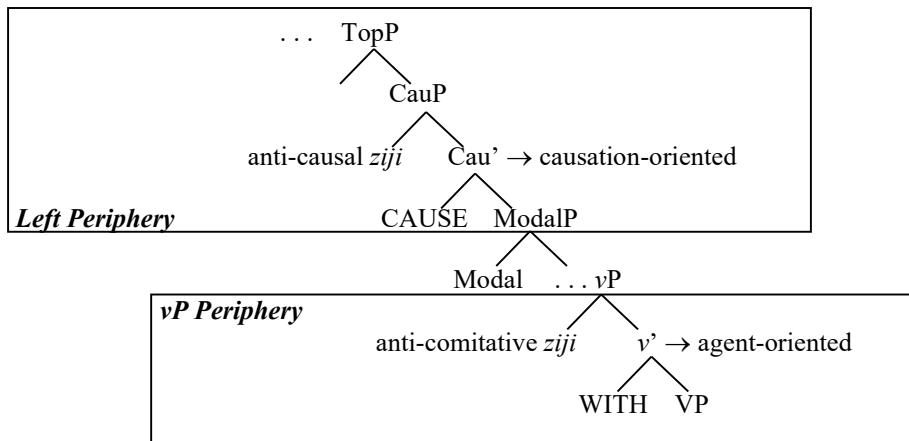 . . . TopP
CauP
anti-causal ziji Cau’ → causation-oriented
Left Periphery CAUSE ModalP
Modal . . . vP
vP Periphery
anti-comitative ziji v’ → agent-oriented
WITH VP